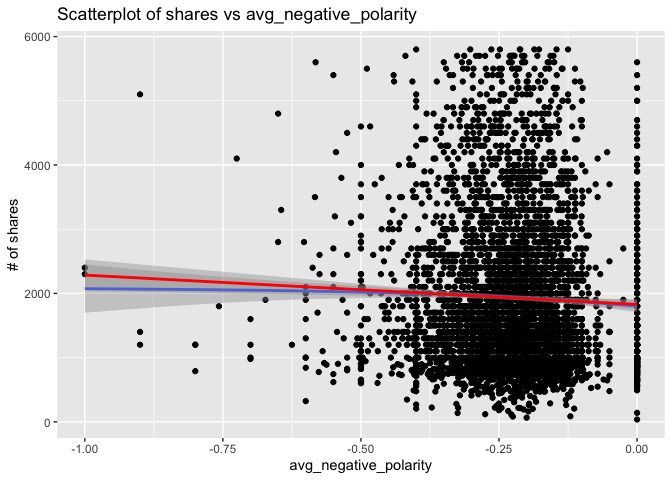 Scatterplot of shares vs avg_negative_polarity
6000
4000
2000
0
# of shares
-1.00 -0.75 -0.50 -0.25 0.00
avg_negative_polarity